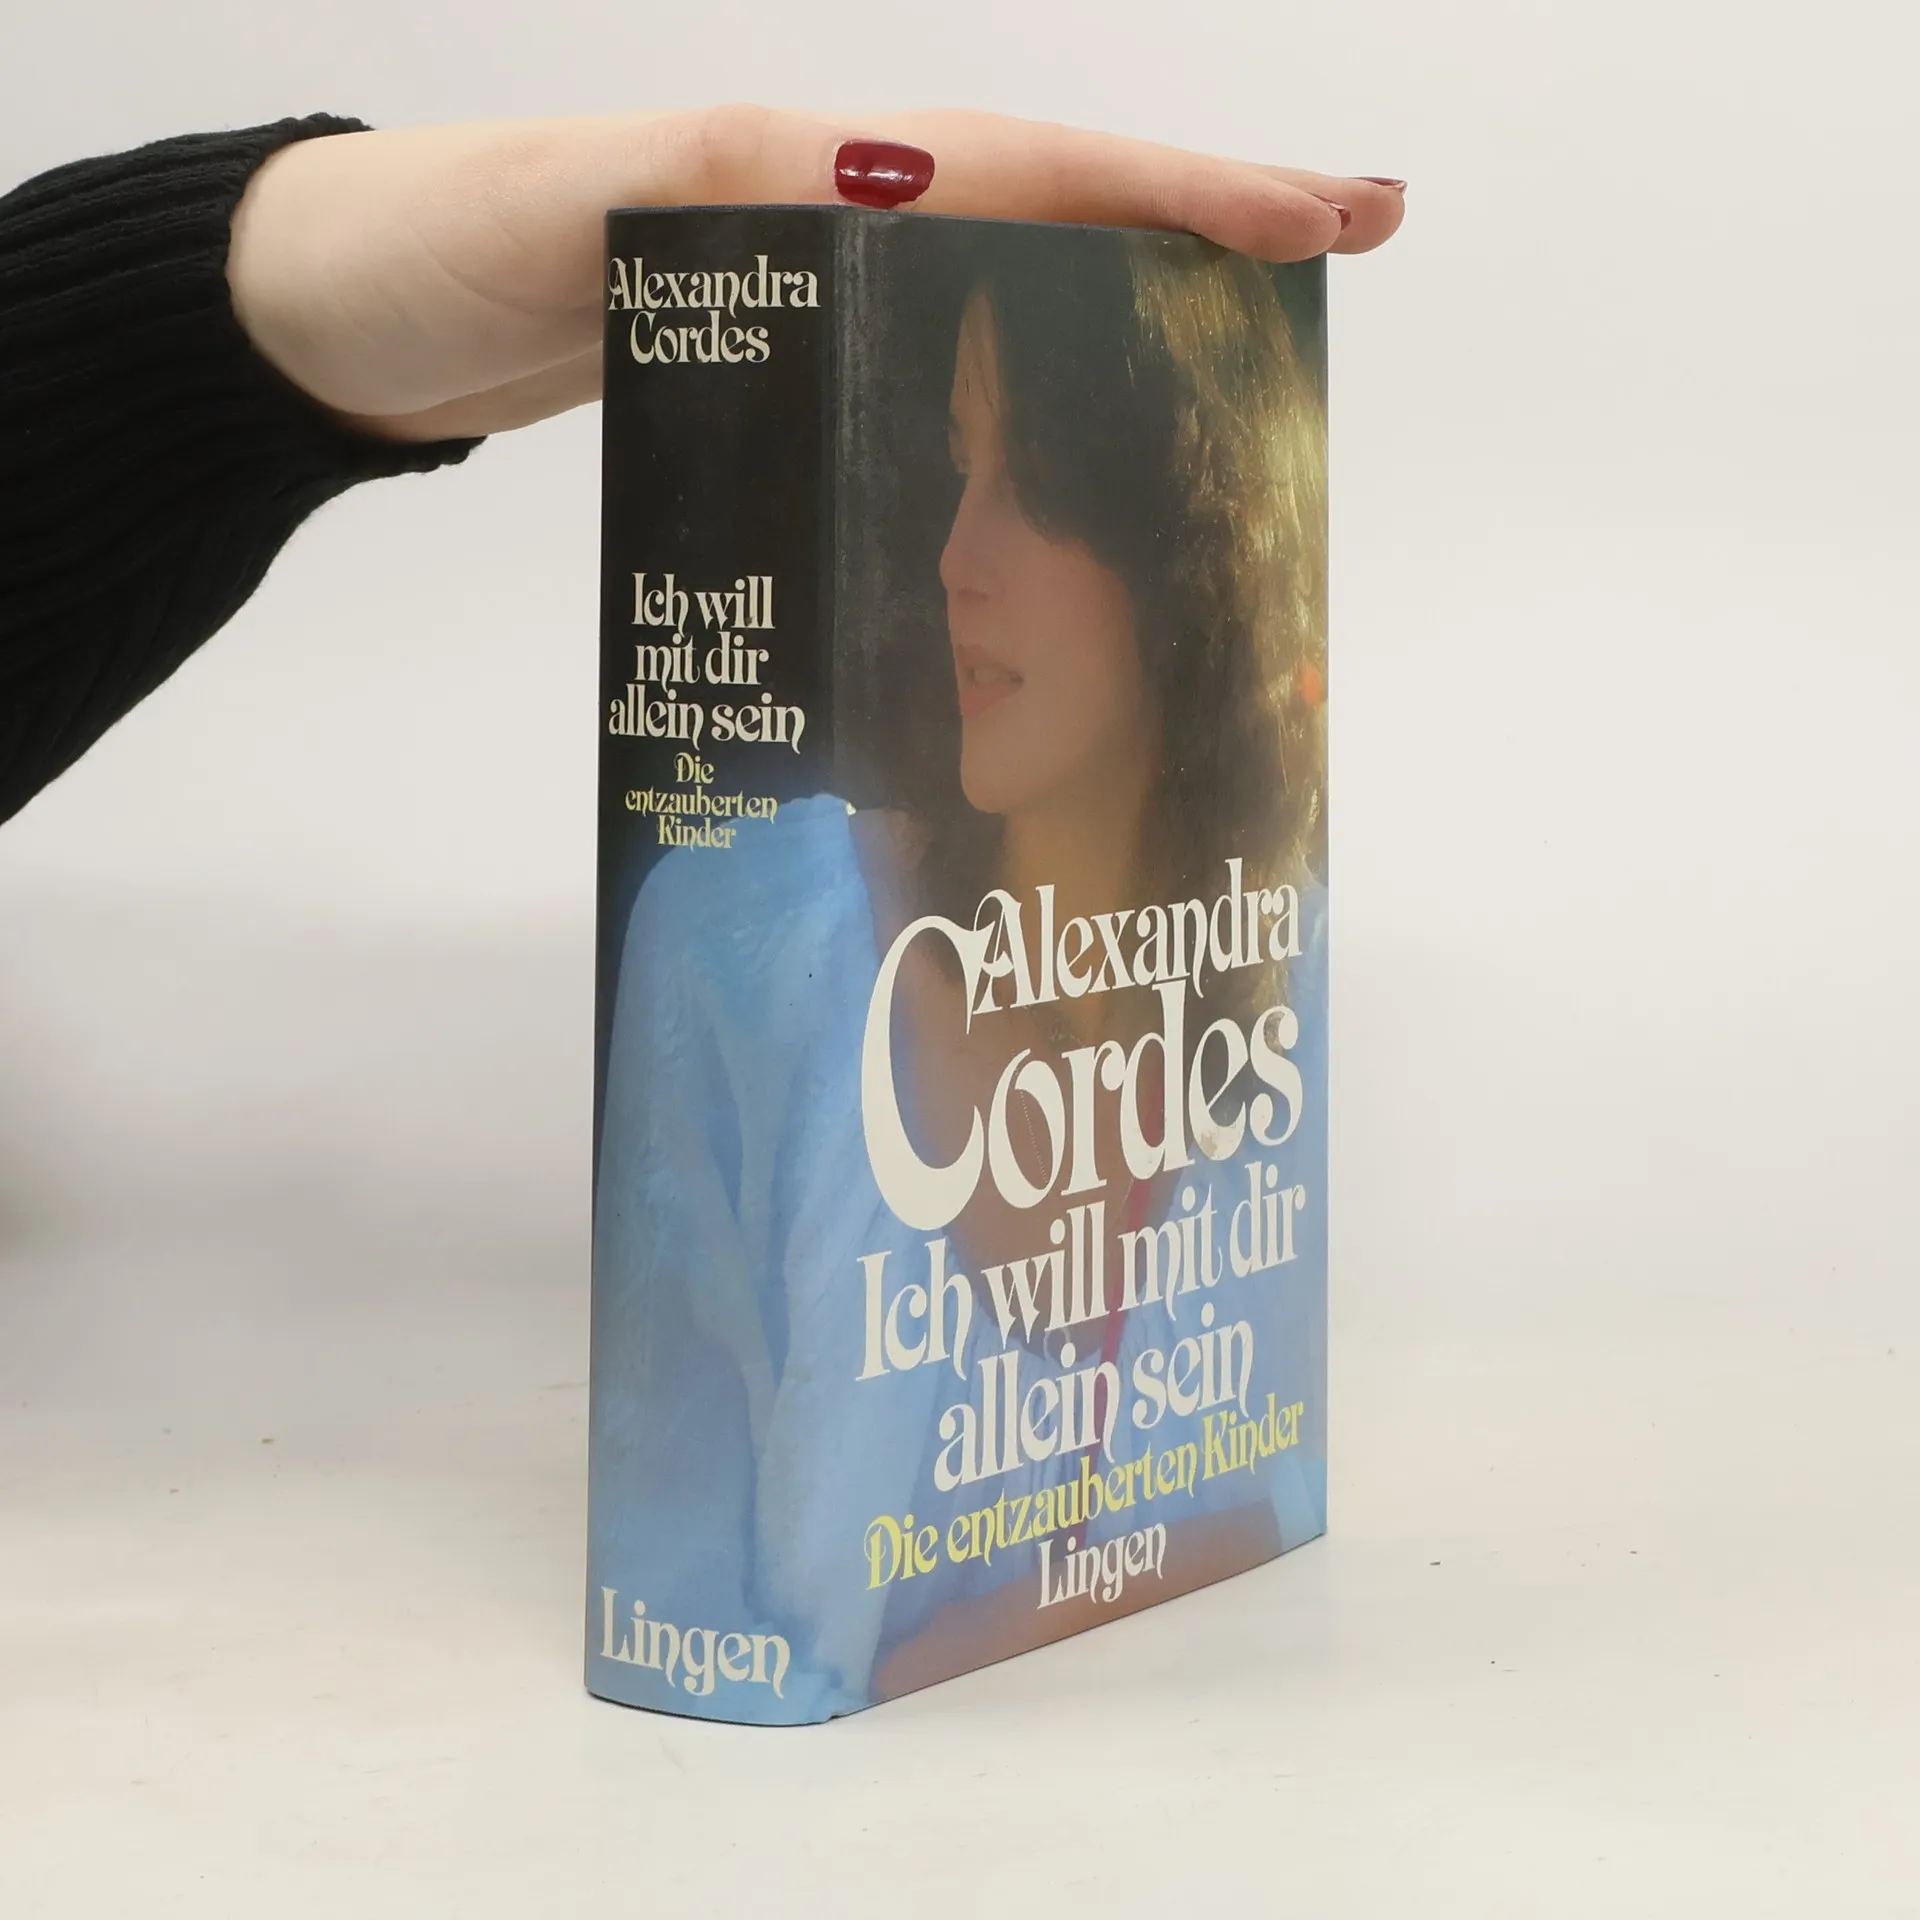 Alexandra
Cordes
Ich will
mit dir
allein sein
Die
entzauberten
Kinder
Lingen
Alexandra
Cordes
Ich will mit dir
allein sein
Die entzauberten Kinder
Lingen